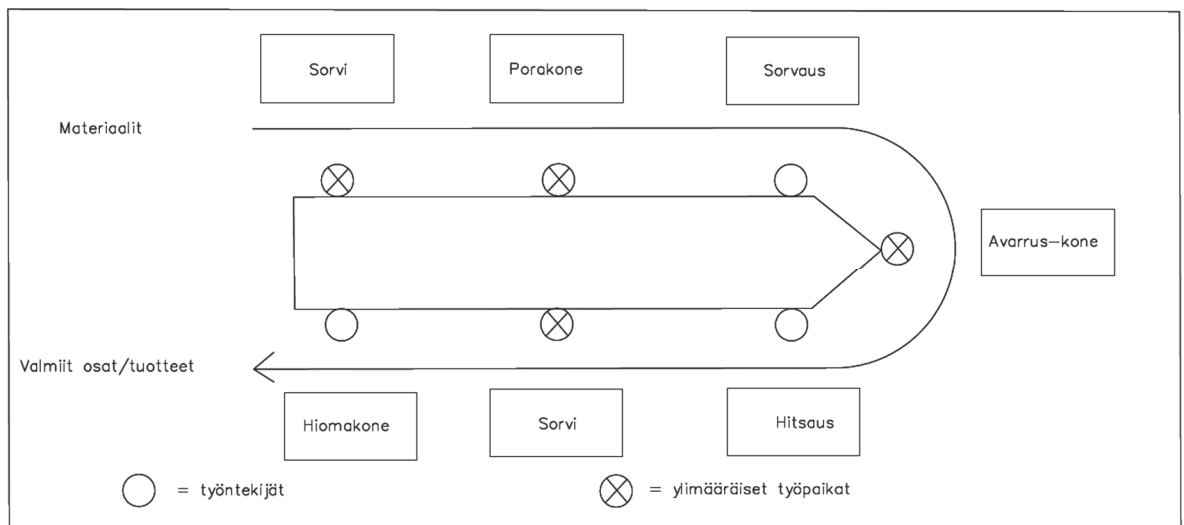 Sorvi
Porakone
Sorvaus
Materiaalit
Avarrus-kone
Valmiit osat/tuotteet
Hiomakone
Sorvi
Hitsaus
= työntekijät
= ylimääräiset työpaikat